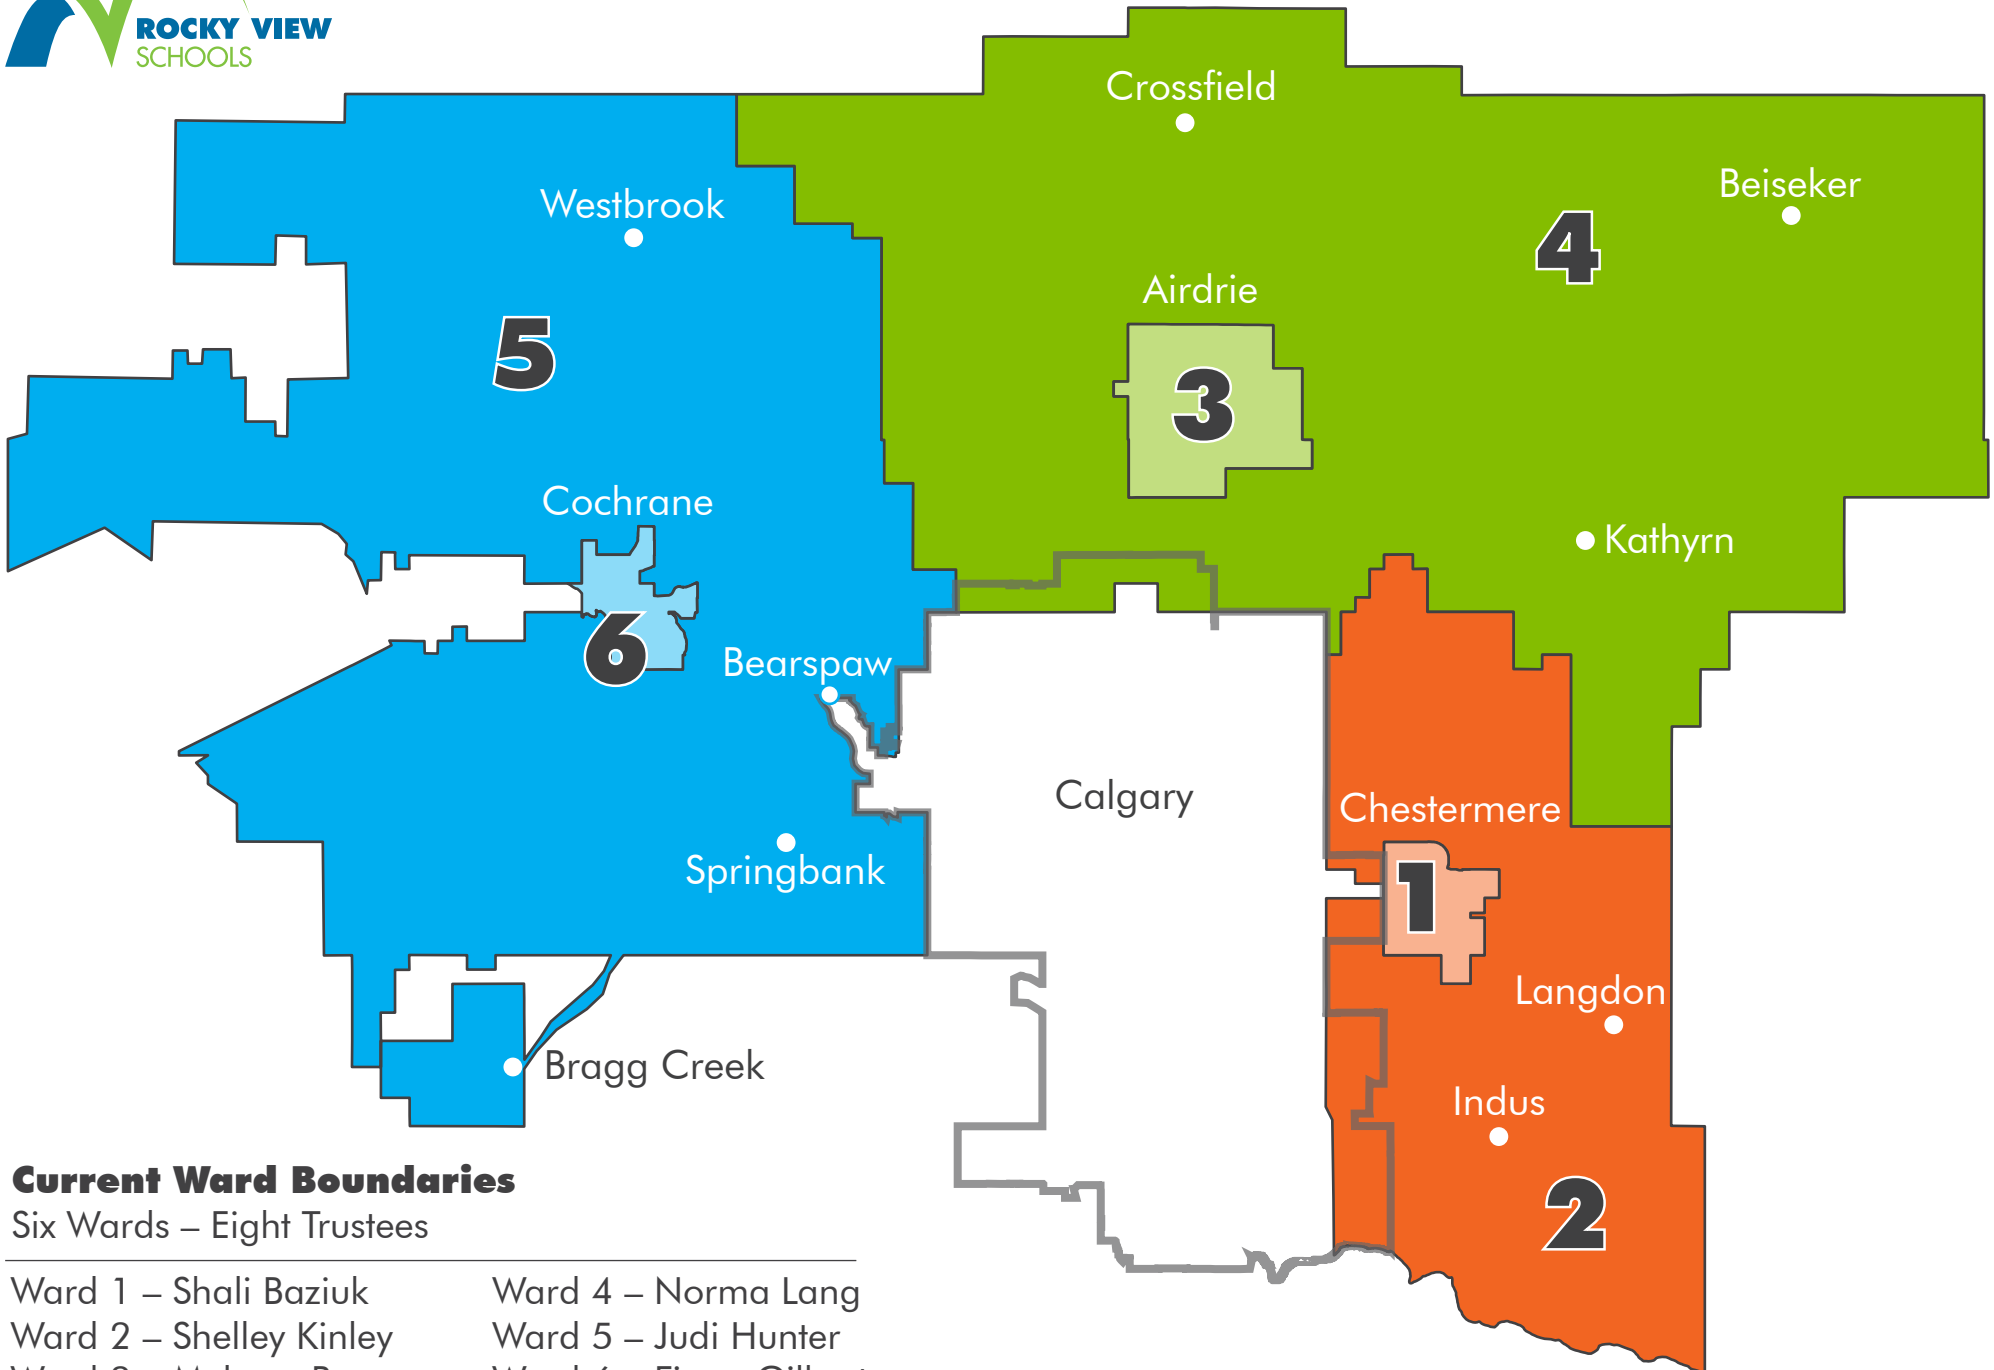 ROCKY VIEW
SCHOOLS
Crossfield
Beiseker
Westbrook
4
Airdrie
5
3
Cochrane
Kathyrn
6
Bearspaw
Calgary
Chestermere
Springbank
1
Langdon
Bragg Creek
Indus
2
Current Ward Boundaries
Six Wards – Eight Trustees
Ward 1 – Shali Baziuk
Ward 4 – Norma Lang
Ward 2 – Shelley Kinley
Ward 5 – Judi Hunter